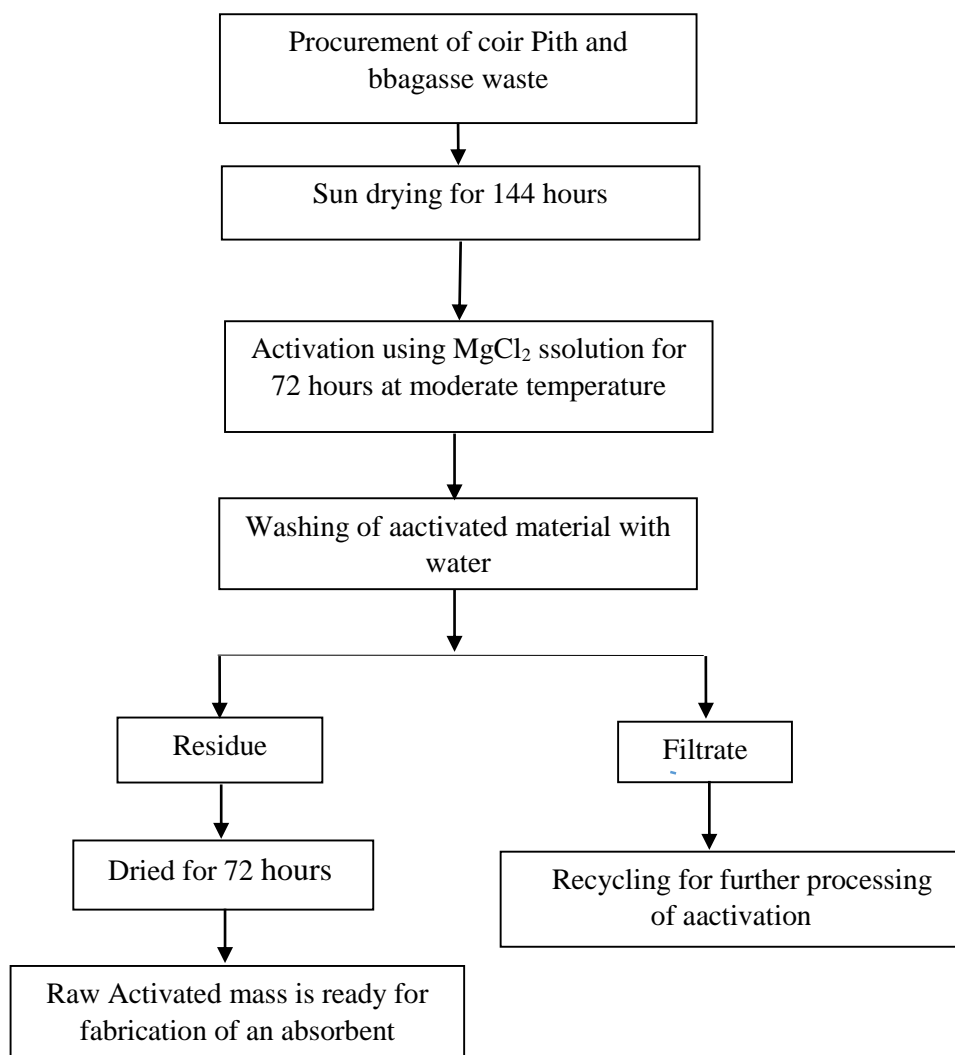 Procurement of coir Pith and
bbagasse waste
Sun drying for 144 hours
Activation using MgCl₂ ssolution for
72 hours at moderate temperature
Washing of aactivated material with
water
Residue
Filtrate
Dried for 72 hours
Recycling for further processing
of aactivation
Raw Activated mass is ready for
fabrication of an absorbent